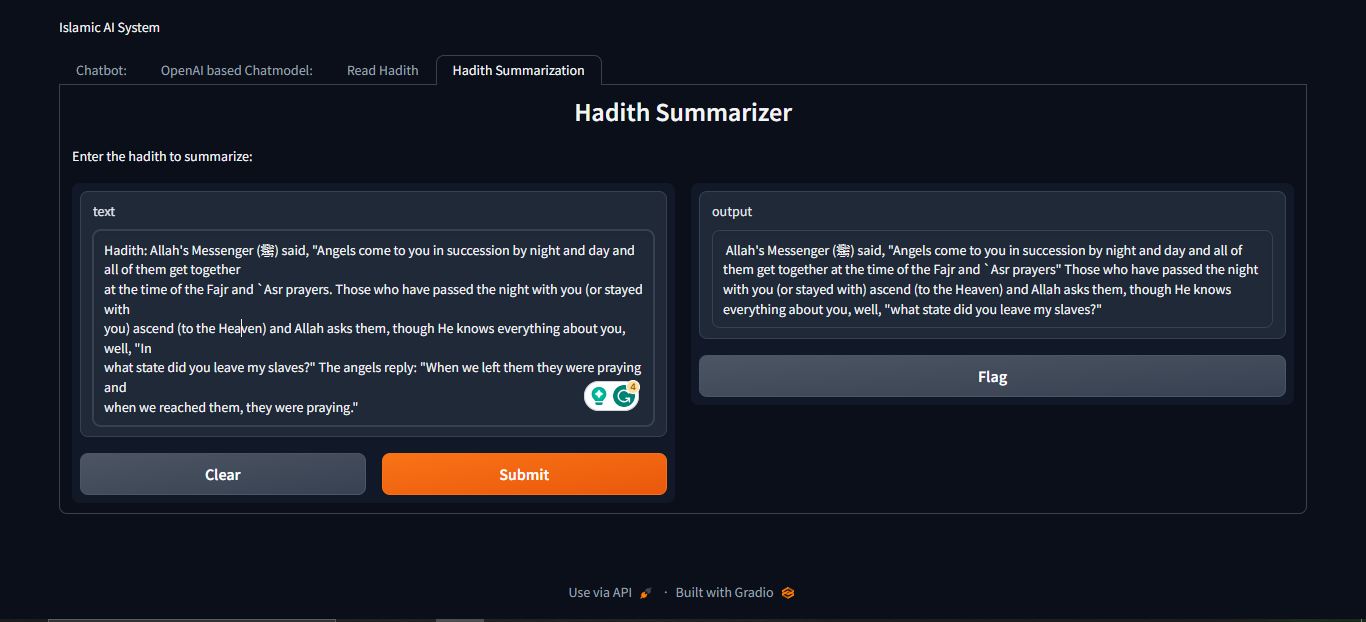 Islamic AI System
Chatbot:
OpenAI based Chatmodel:
Read Hadith
Hadith Summarization
Hadith Summarizer
Enter the hadith to summarize:
text
Hadith: Allah's Messenger (ﷺ) said, "Angels come to you in succession by night and day and
all of them get together
at the time of the Fajr and `Asr prayers. Those who have passed the night with you (or stayed
with
you) ascend (to the Heaven) and Allah asks them, though He knows everything about you,
well, "In
what state did you leave my slaves?" The angels reply: "When we left them they were praying
and
when we reached them, they were praying."
4
Clear
Submit
output
Allah's Messenger (ﷺ) said, "Angels come to you in succession by night and day and all of
them get together at the time of the Fajr and `Asr prayers" Those who have passed the night
with you (or stayed with) ascend (to the Heaven) and Allah asks them, though He knows
everything about you, well, "what state did you leave my slaves?"
Flag
Use via API · Built with Gradio